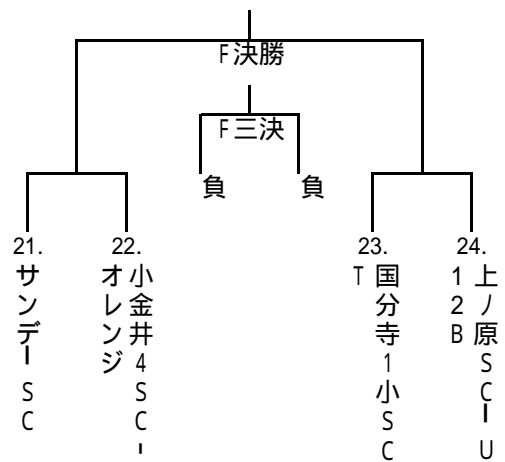 F決勝
F三決
負 負
21. 22. 23. 24.
サンデーSC
小金井4SC-
オレンジ
国分寺1小SC
T
上ノ原SCーU
12B